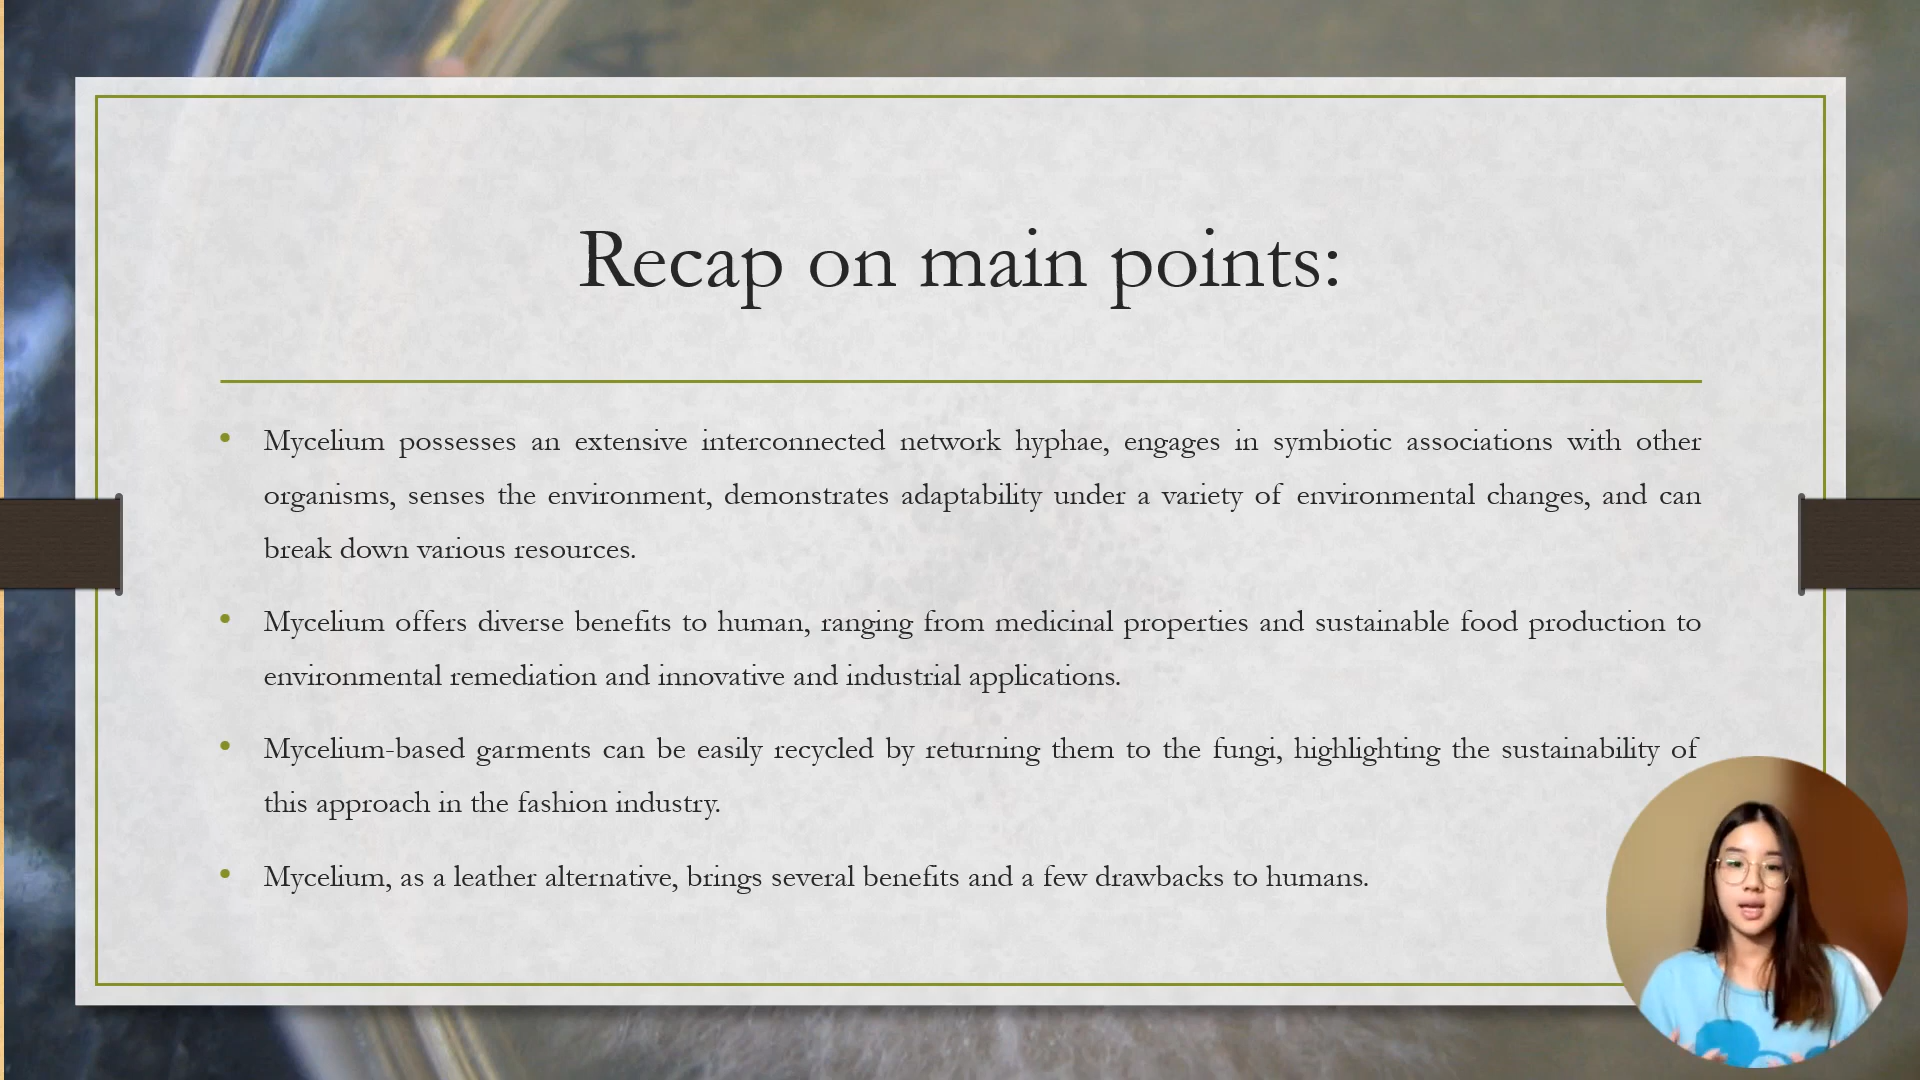 Recap on main points:
• Mycelium possesses an extensive interconnected network hyphae, engages in symbiotic associations with other
organisms, senses the environment, demonstrates adaptability under a variety of environmental changes, and can
break down various resources.
• Mycelium offers diverse benefits to human, ranging from medicinal properties and sustainable food production to
environmental remediation and innovative and industrial applications.
• Mycelium-based garments can be easily recycled by returning them to the fungi, highlighting the sustainability of
this approach in the fashion industry.
• Mycelium, as a leather alternative, brings several benefits and a few drawbacks to humans.